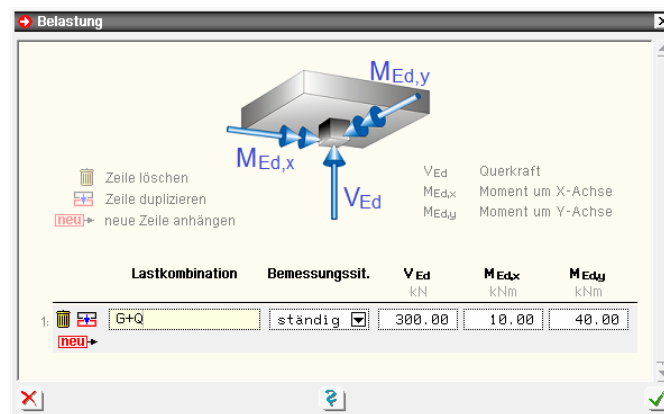 Belastung
MEd,y
MEd,x
VEd
Zeile löschen
Zeile duplizieren
neu neue Zeile anhängen
VEd Querkraft
MEd,x Moment um X-Achse
MEd,y Moment um Y-Achse
Lastkombination Bemessungssit. VEd MEd,x MEd,y
kN kNm kNm
1: G+Q ständig 300.00 10.00 40.00
neu